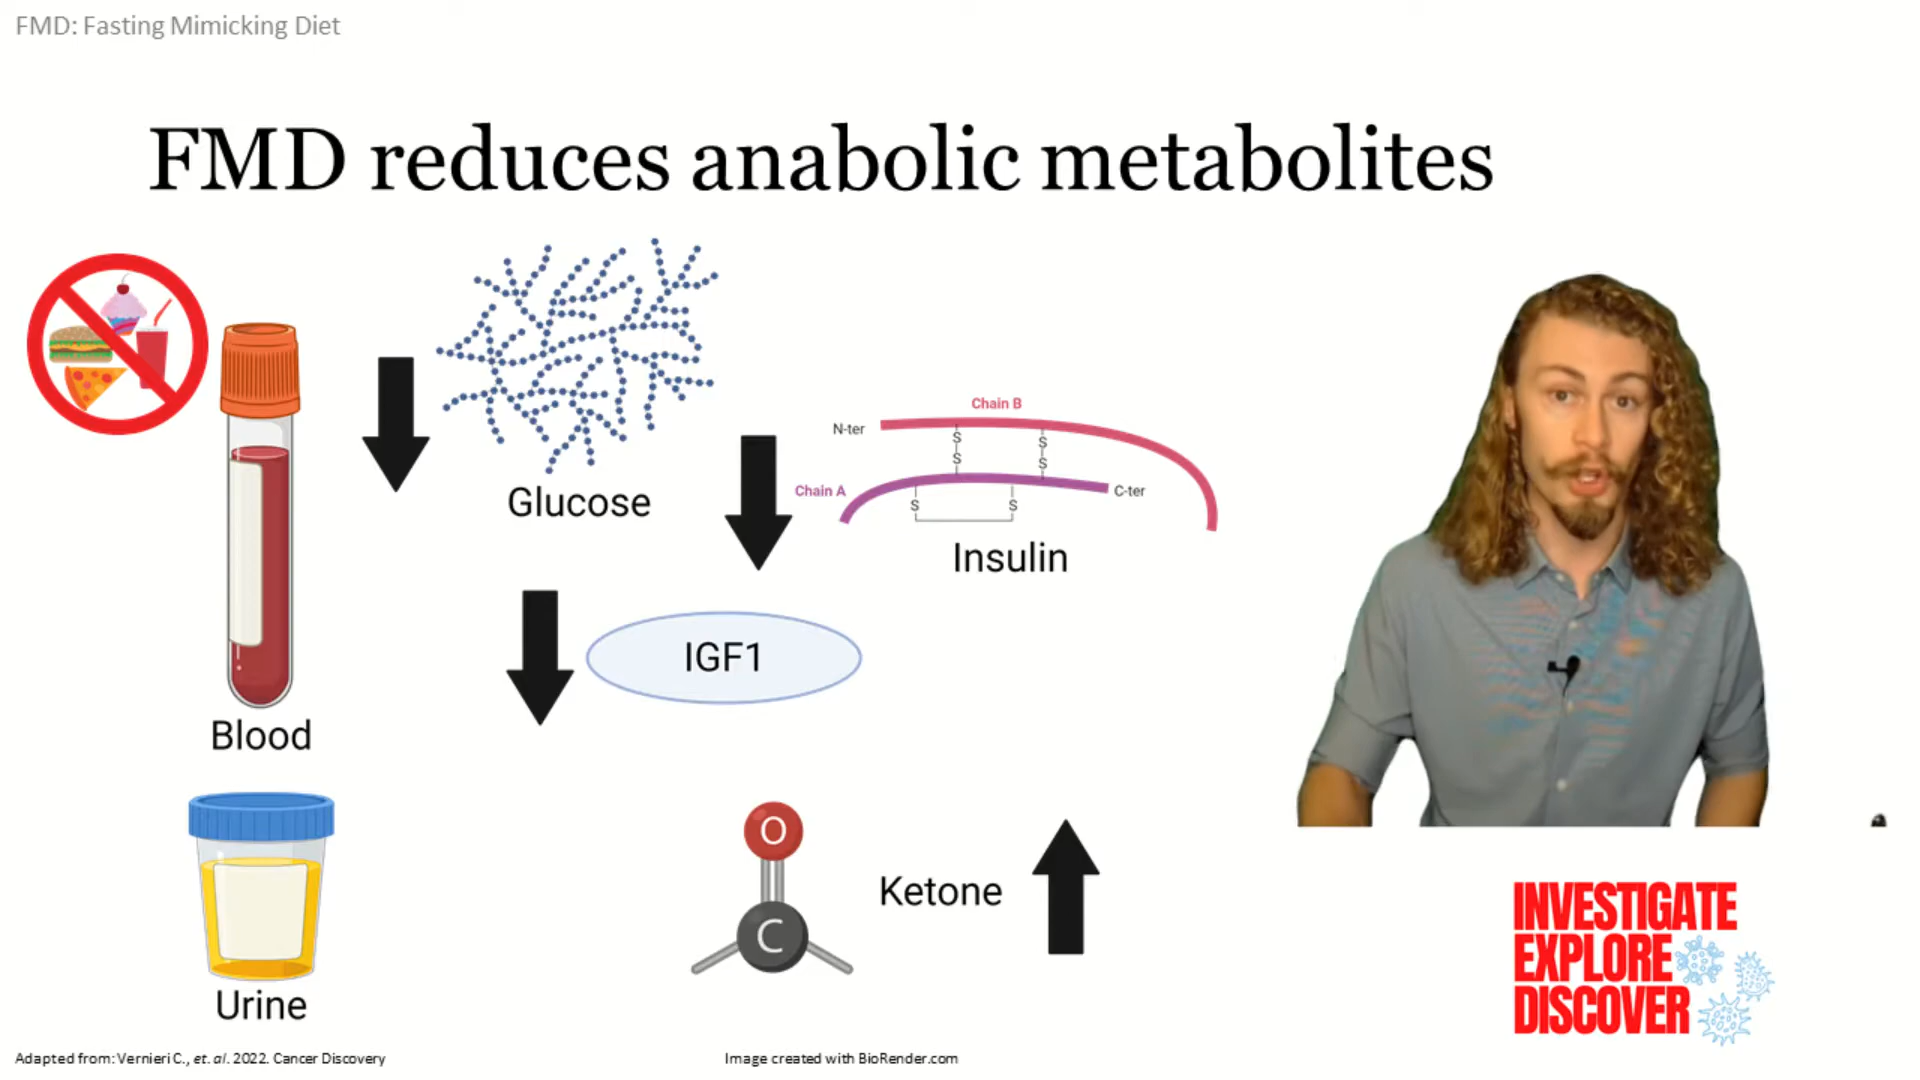 FMD: Fasting Mimicking Diet
FMD reduces anabolic metabolites
Glucose
Chain B
N-ter
S
S
S
S
Chain A
C-ter
S
S
Insulin
IGF1
Blood
O
C
Ketone
Urine
INVESTIGATE
EXPLORE
DISCOVER
Adapted from: Vernieri C., et. al. 2022. Cancer Discovery
Image created with BioRender.com